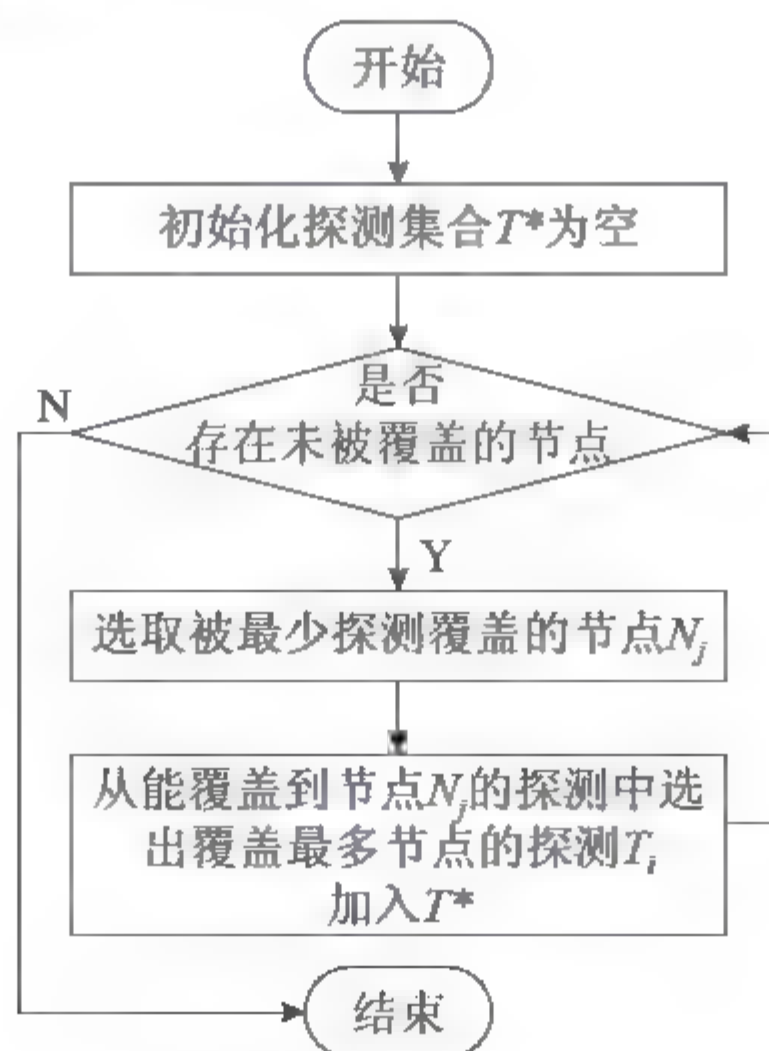 开始
初始化探测集合T*为空
是否
存在未被覆盖的节点
N
Y
选取被最少探测覆盖的节点Nj
从能覆盖到节点Nj的探测中选
出覆盖最多节点的探测Ti
加入T*
结束